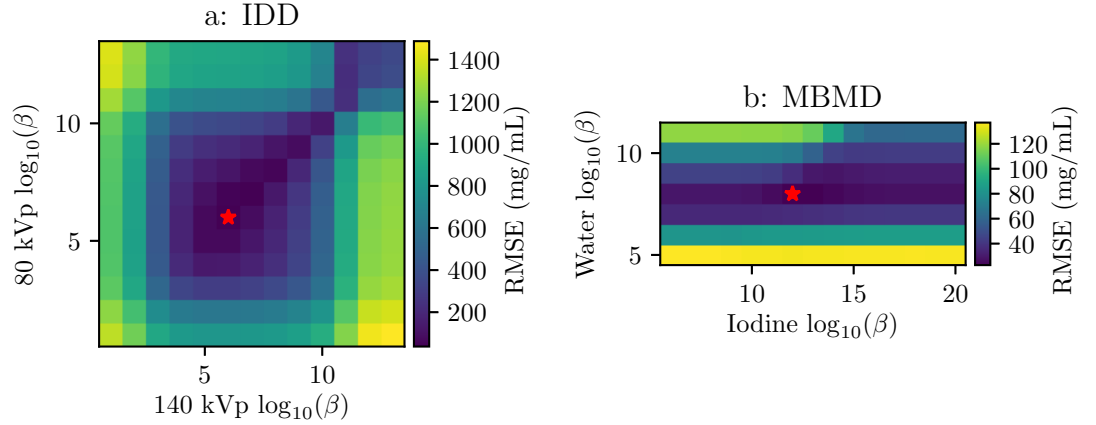 a: IDD
80 kVp log₁₀(β)
10
5
5
10
140 kVp log₁₀(β)
1400
1200
1000
800
600
400
200
RMSE (mg/mL)
b: MBMD
Water log₁₀(β)
10
5
10
15
20
Iodine log₁₀(β)
120
100
80
60
40
RMSE (mg/mL)